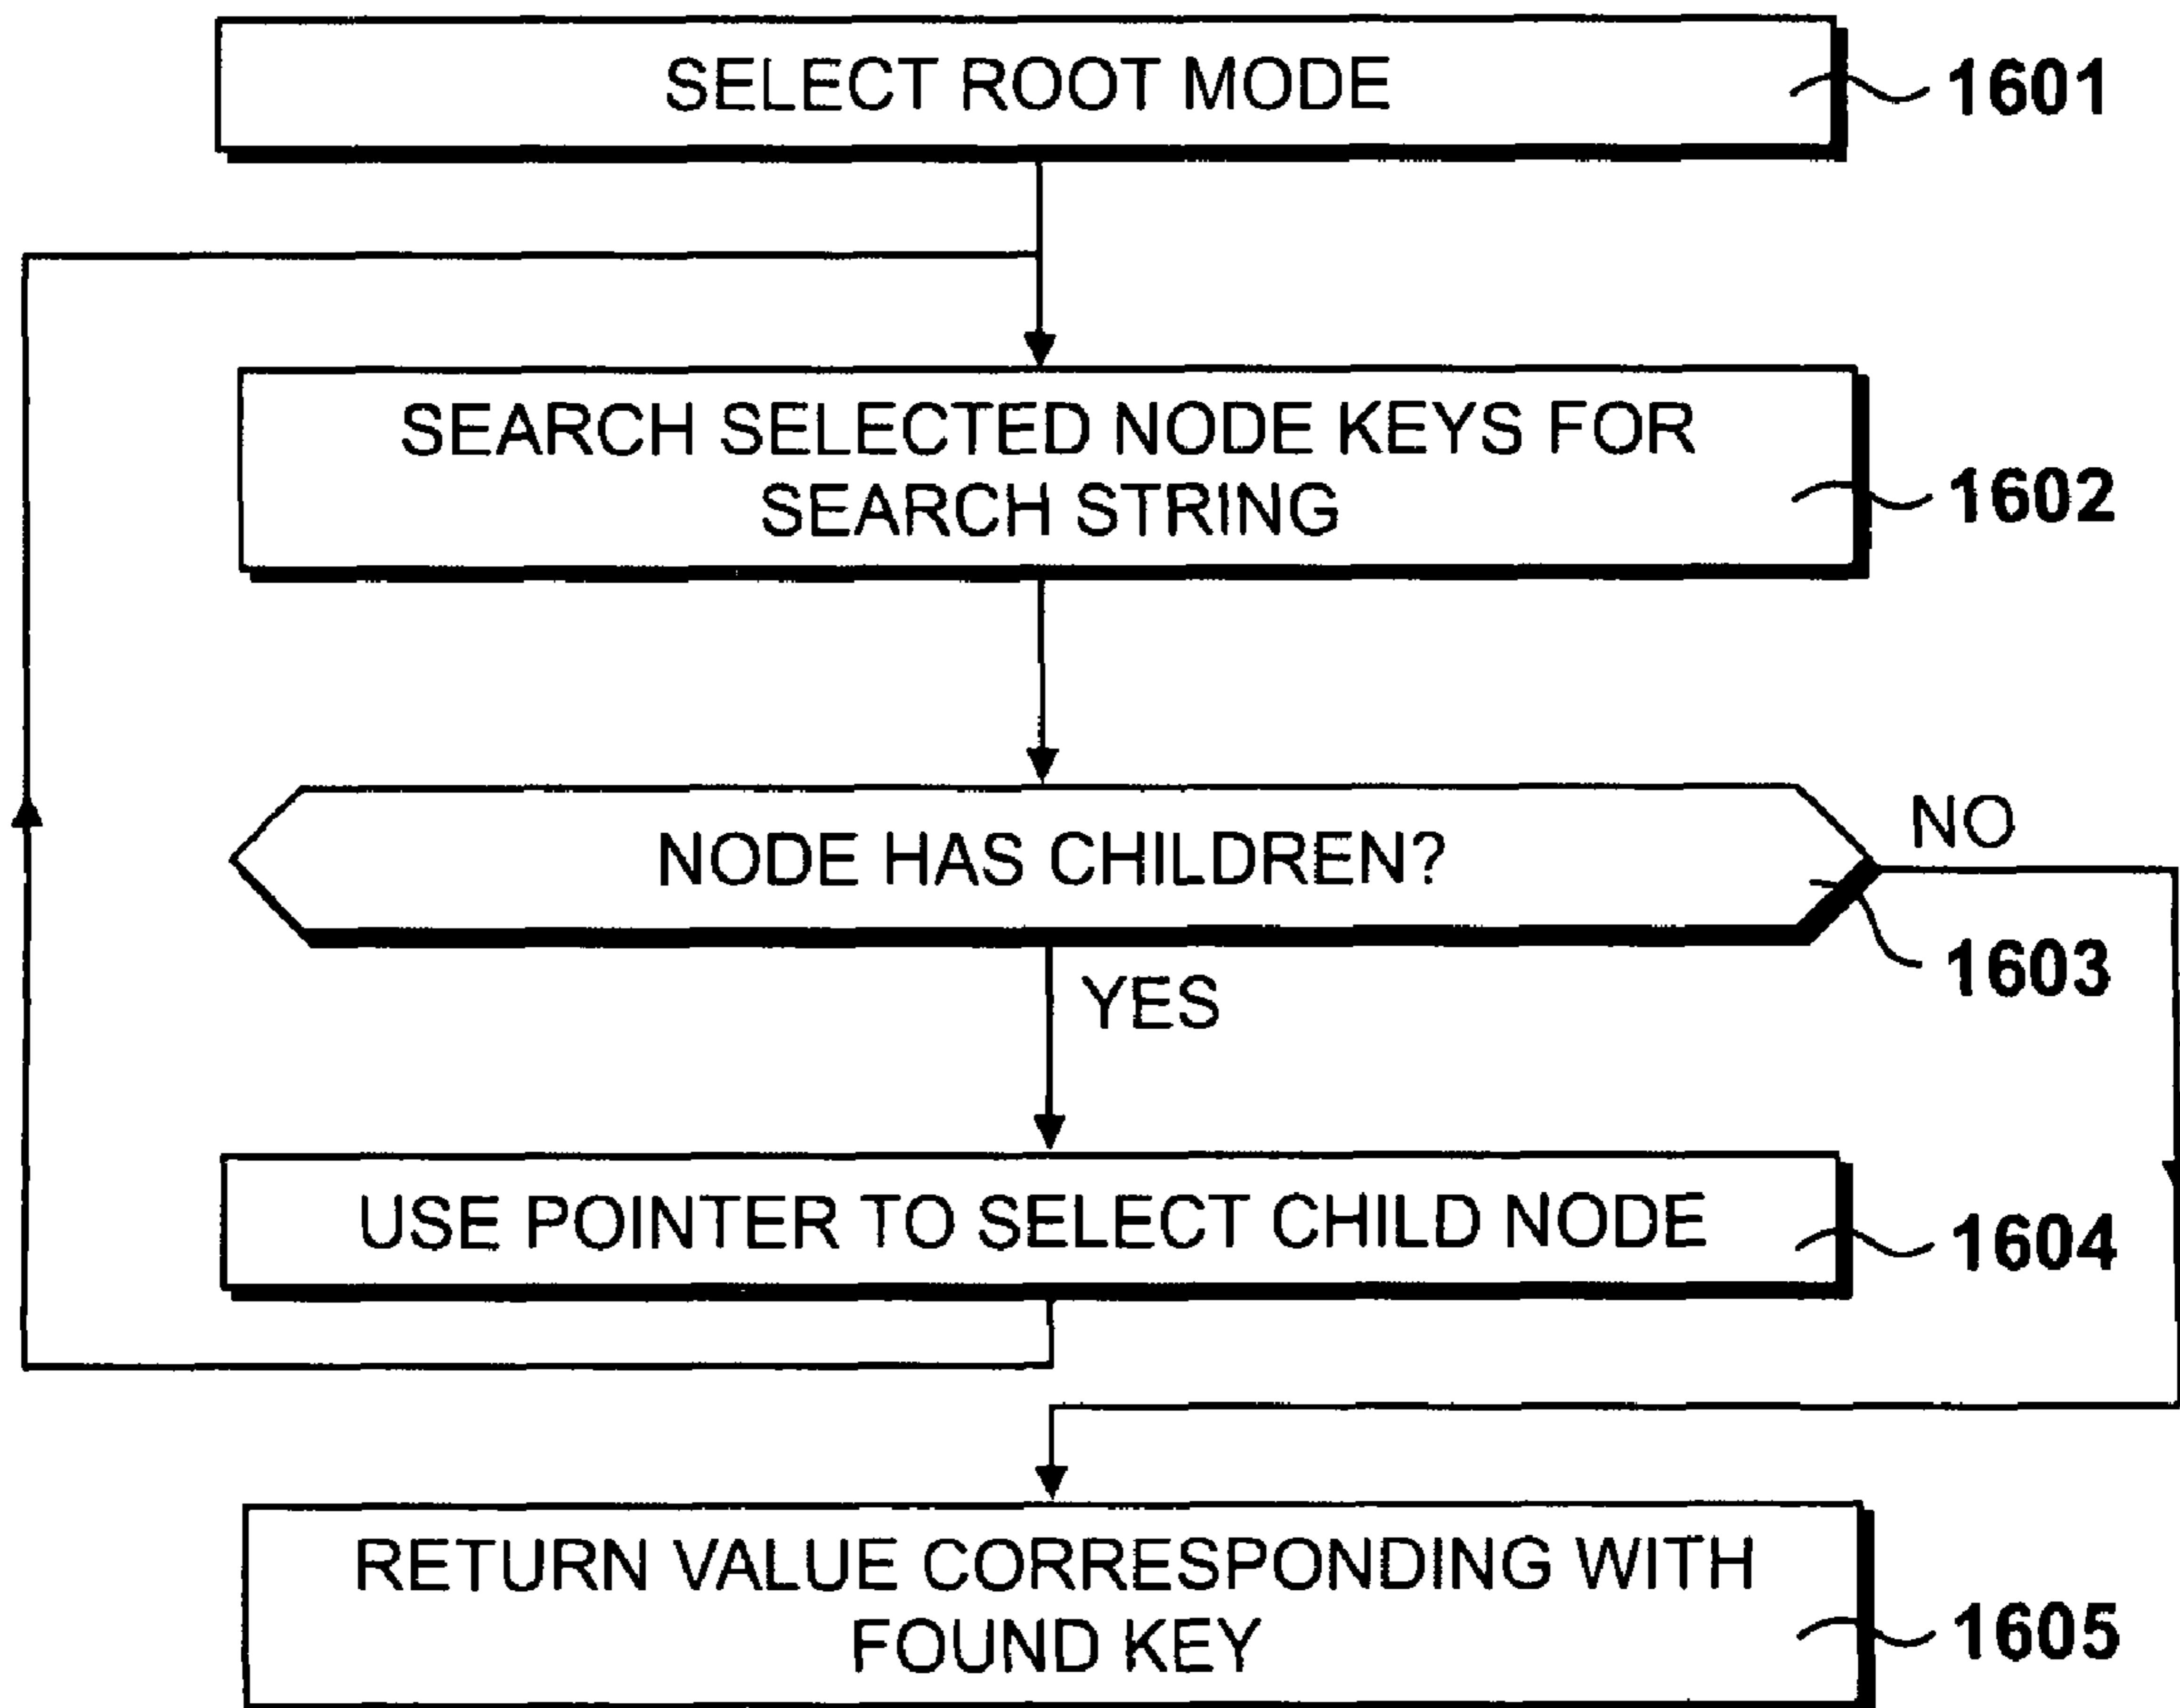 SELECT ROOT MODE
1601
SEARCH SELECTED NODE KEYS FOR
SEARCH STRING
1602
NODE HAS CHILDREN?
NO
1603
YES
USE POINTER TO SELECT CHILD NODE
1604
RETURN VALUE CORRESPONDING WITH
FOUND KEY
1605